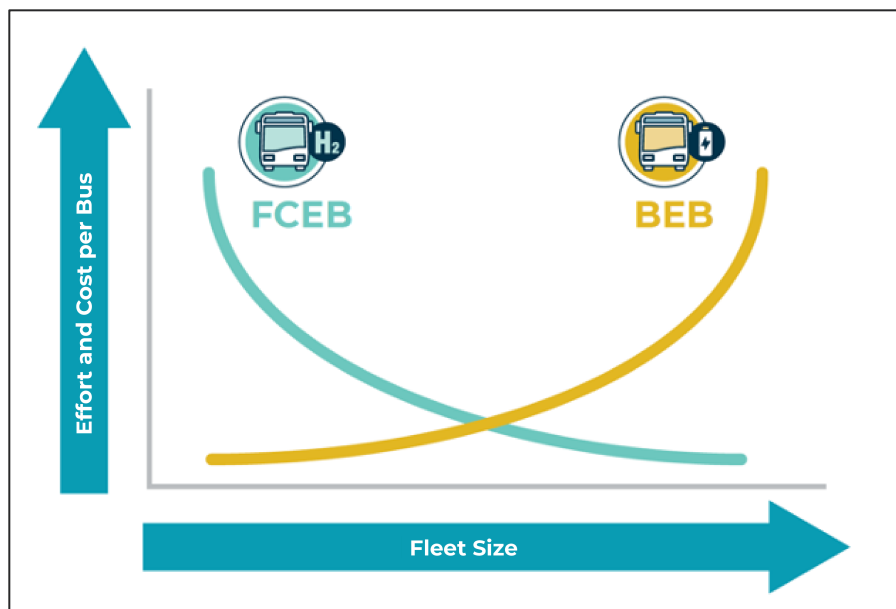 Effort and Cost per Bus
H₂
FCEB
BEB
Fleet Size